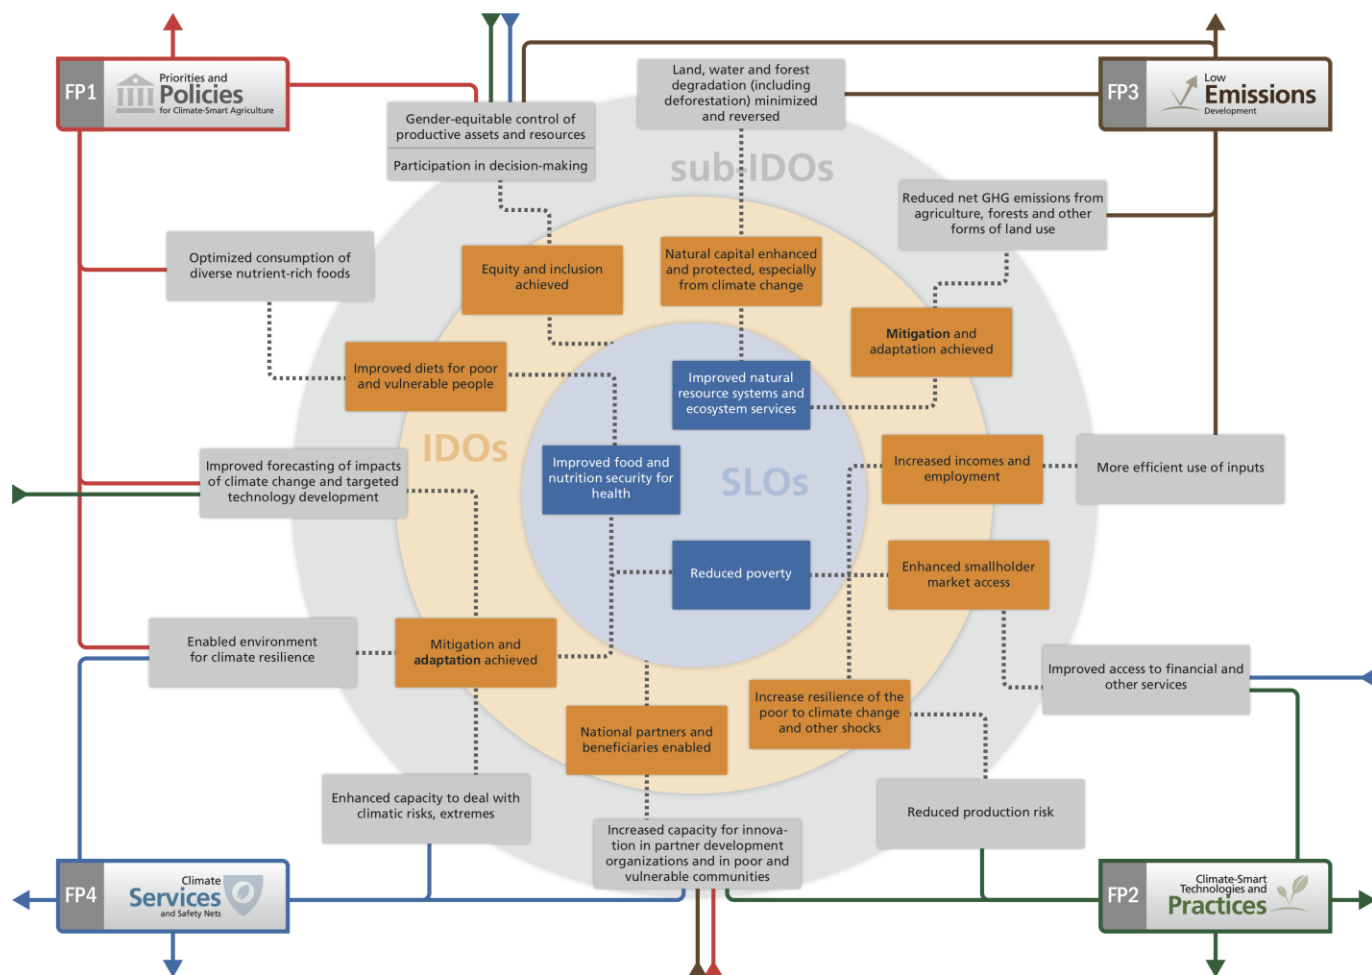 FP1
Priorities and
Policies
for Climate-Smart Agriculture
Gender-equitable control of
productive assets and resources
Participation in decision-making
Land, water and forest
degradation (including
deforestation) minimized
and reversed
FP3
Low
Emissions
Development
sub-IDOs
Reduced net GHG emissions from
agriculture, forests and other
forms of land use
Optimized consumption of
diverse nutrient-rich foods
Equity and inclusion
achieved
Natural capital enhanced
and protected, especially
from climate change
Mitigation and
adaptation achieved
Improved diets for poor
and vulnerable people
Improved natural
resource systems and
ecosystem services
IDOs
Improved forecasting of impacts
of climate change and targeted
technology development
Improved food and
nutrition security for
health
SLOs
Increased incomes and
employment
More efficient use of inputs
Reduced poverty
Enhanced smallholder
market access
Enabled environment
for climate resilience
Mitigation and
adaptation achieved
Improved access to financial and
other services
Increase resilience of the
poor to climate change
and other shocks
National partners and
beneficiaries enabled
Enhanced capacity to deal with
climatic risks, extremes
Reduced production risk
Increased capacity for innova-
tion in partner development
organizations and in poor and
vulnerable communities
FP4
Climate
Services
and Safety Nets
FP2
Climate-Smart
Technologies and
Practices